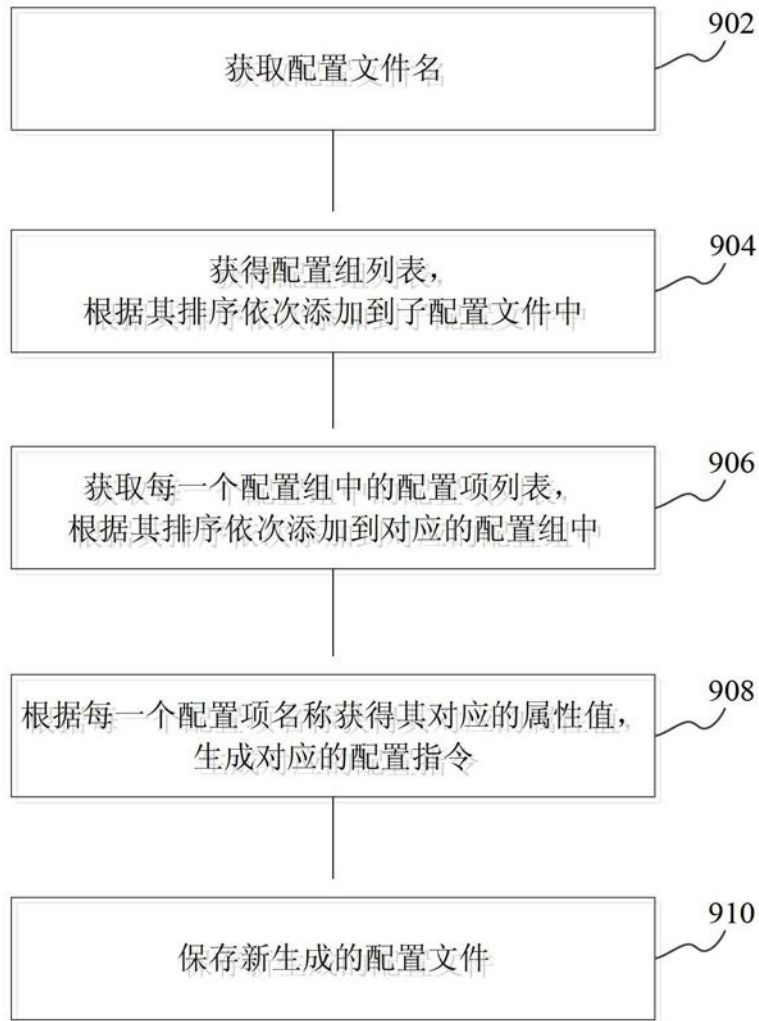 获取配置文件名
902
获得配置组列表，
根据其排序依次添加到子配置文件中
904
获取每一个配置组中的配置项列表，
根据其排序依次添加到对应的配置组中
906
根据每一个配置项名称获得其对应的属性值，
生成对应的配置指令
908
保存新生成的配置文件
910